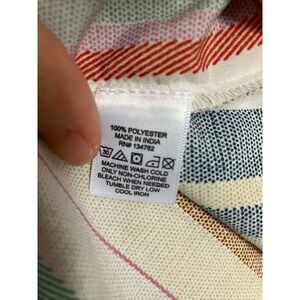 100% POLYESTER
MADE IN INDIA
RN# 134782
30
MACHINE WASH COLD
ONLY NON-CHLORINE
BLEACH WHEN NEEDED
TUMBLE DRY LOW
COOL IRON